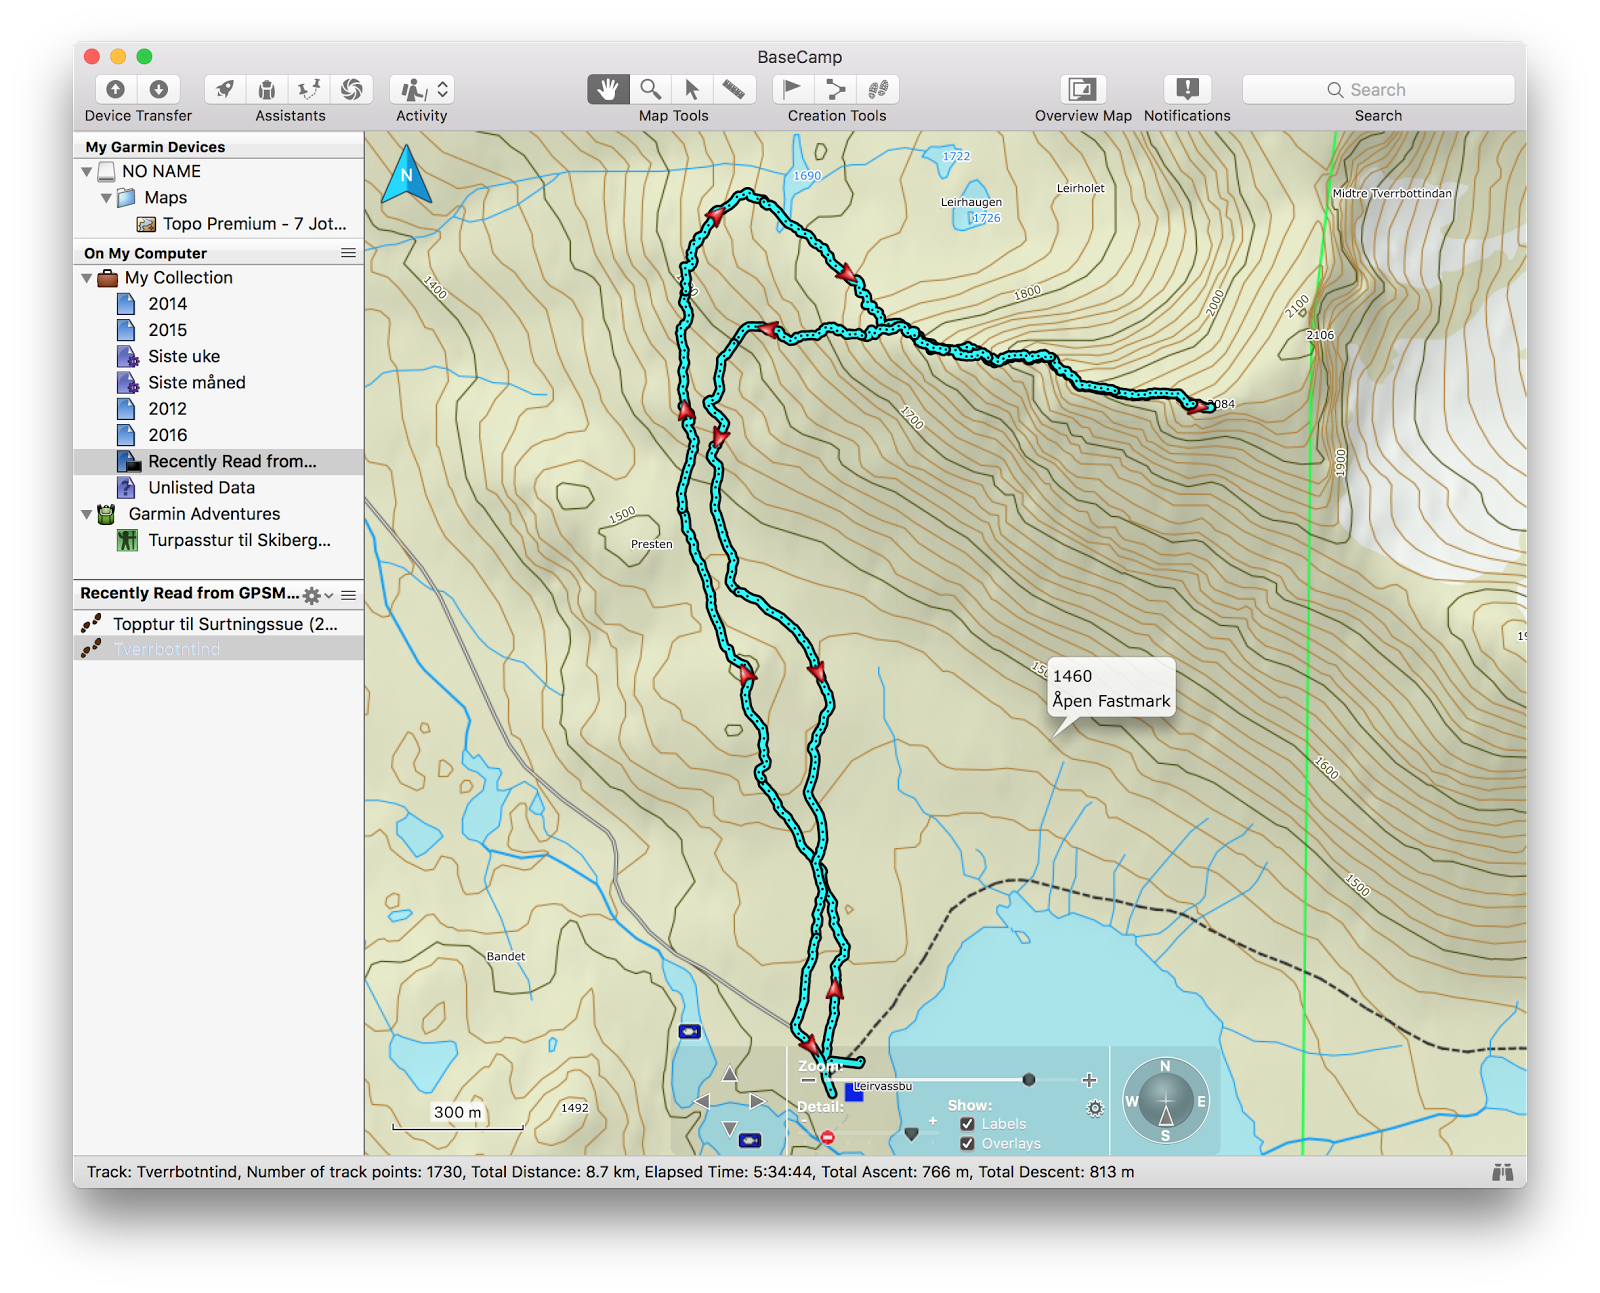 BaseCamp
Device Transfer
Assistants
Activity
Map Tools
Creation Tools
Overview Map
Notifications
Search
Search
My Garmin Devices
NO NAME
Maps
Topo Premium - 7 Jot...
On My Computer
My Collection
2014
2015
Siste uke
Siste måned
2012
2016
Recently Read from...
Unlisted Data
Garmin Adventures
Turpasstur til Skiberg...
Recently Read from GPSM...
Topptur til Surtningssue (2...
Tverrbotntind
N
1690
1722
Leirhaugen
1726
Leirholet
Midtre Tverrbottindan
1400
1800
2000
2100
2106
2084
1700
1900
1500
Presten
1460
Åpen Fastmark
1600
1500
Bandet
Leirvassbu
300 m
1492
Zoom:
Detail:
- +
Show:
Labels
Overlays
N
W E
S
Track: Tverrbotntind, Number of track points: 1730, Total Distance: 8.7 km, Elapsed Time: 5:34:44, Total Ascent: 766 m, Total Descent: 813 m